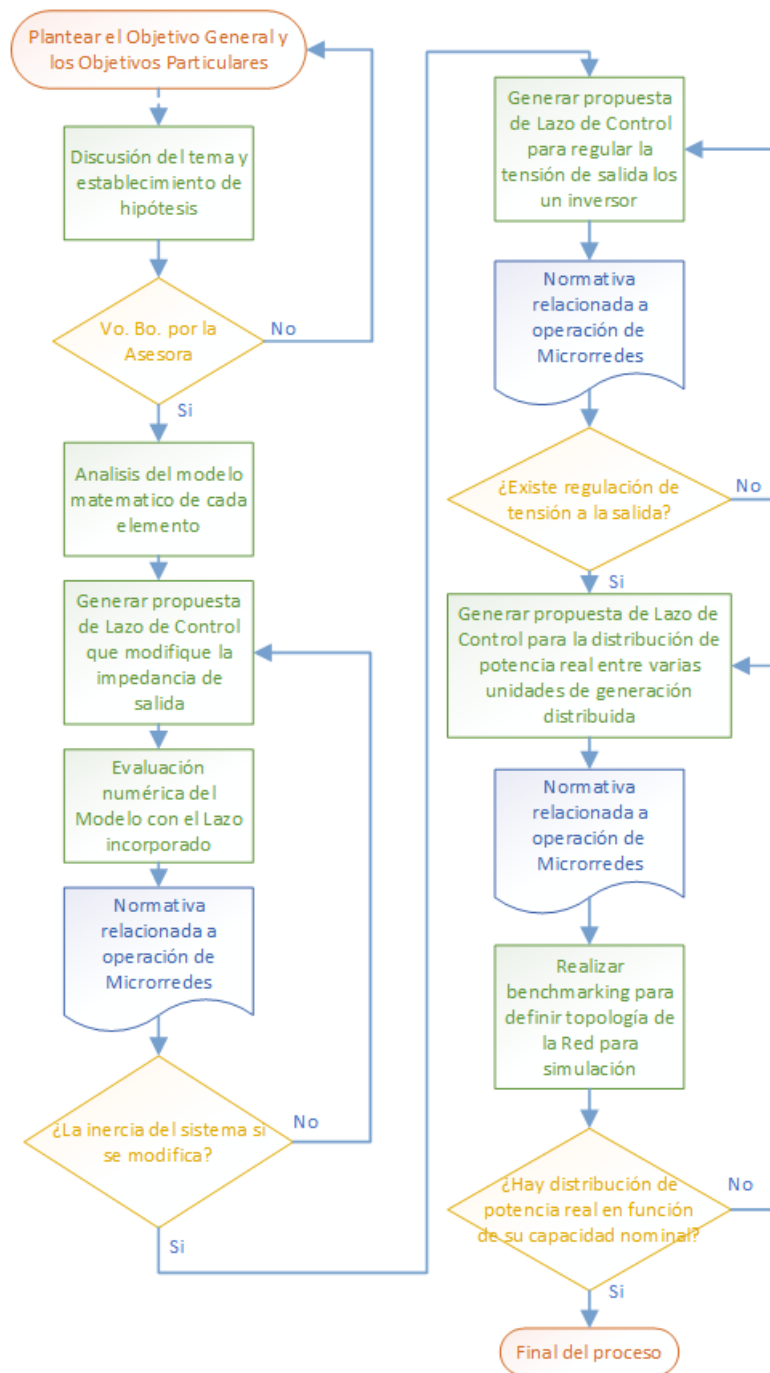 Plantear el Objetivo General y
los Objetivos Particulares
Discusión del tema y
establecimiento de
hipótesis
Vo. Bo. por la
Asesora
No
Si
Analisis del modelo
matematico de cada
elemento
Generar propuesta
de Lazo de Control
que modifique la
impedancia de
salida
Evaluación
numérica del
Modelo con el Lazo
incorporado
Normativa
relacionada a
operación de
Microrredes
¿La inercia del sistema si
se modifica?
No
Si
Generar propuesta
de Lazo de Control
para regular la
tensión de salida los
un inversor
Normativa
relacionada a
operación de
Microrredes
¿Existe regulación de
tensión a la salida?
No
Si
Generar propuesta de Lazo de
Control para la distribución de
potencia real entre varias
unidades de generación
distribuida
Normativa
relacionada a
operación de
Microrredes
Realizar
benchmarking para
definir topología de
la Red para
simulación
¿Hay distribución de
potencia real en función
de su capacidad nominal?
No
Si
Final del proceso